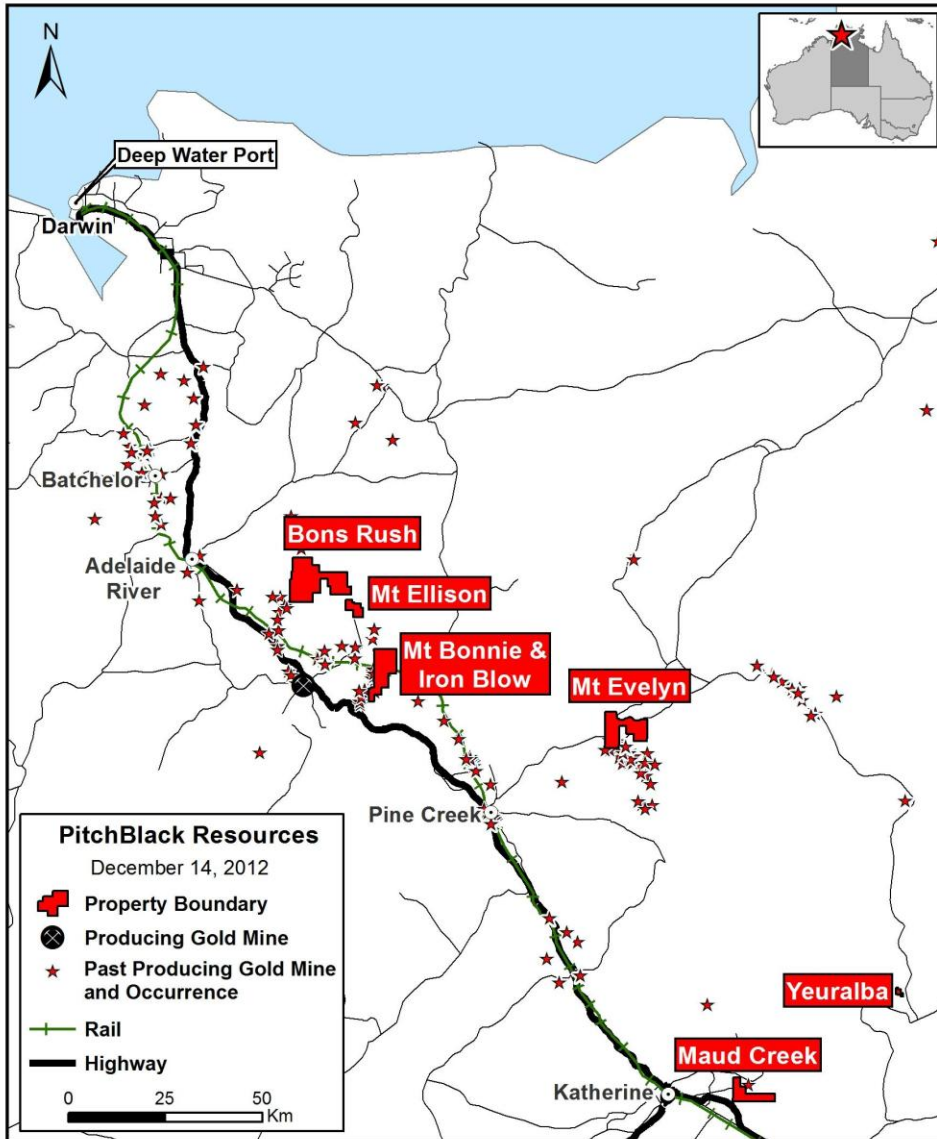 N
Deep Water Port
Darwin
Batchelor
Adelaide
River
Bons Rush
Mt Ellison
Mt Bonnie &
Iron Blow
Mt Evelyn
Pine Creek
Yeuralba
Maud Creek
Katherine
PitchBlack Resources
December 14, 2012
Property Boundary
Producing Gold Mine
Past Producing Gold Mine
and Occurrence
Rail
Highway
0 25 50
Km